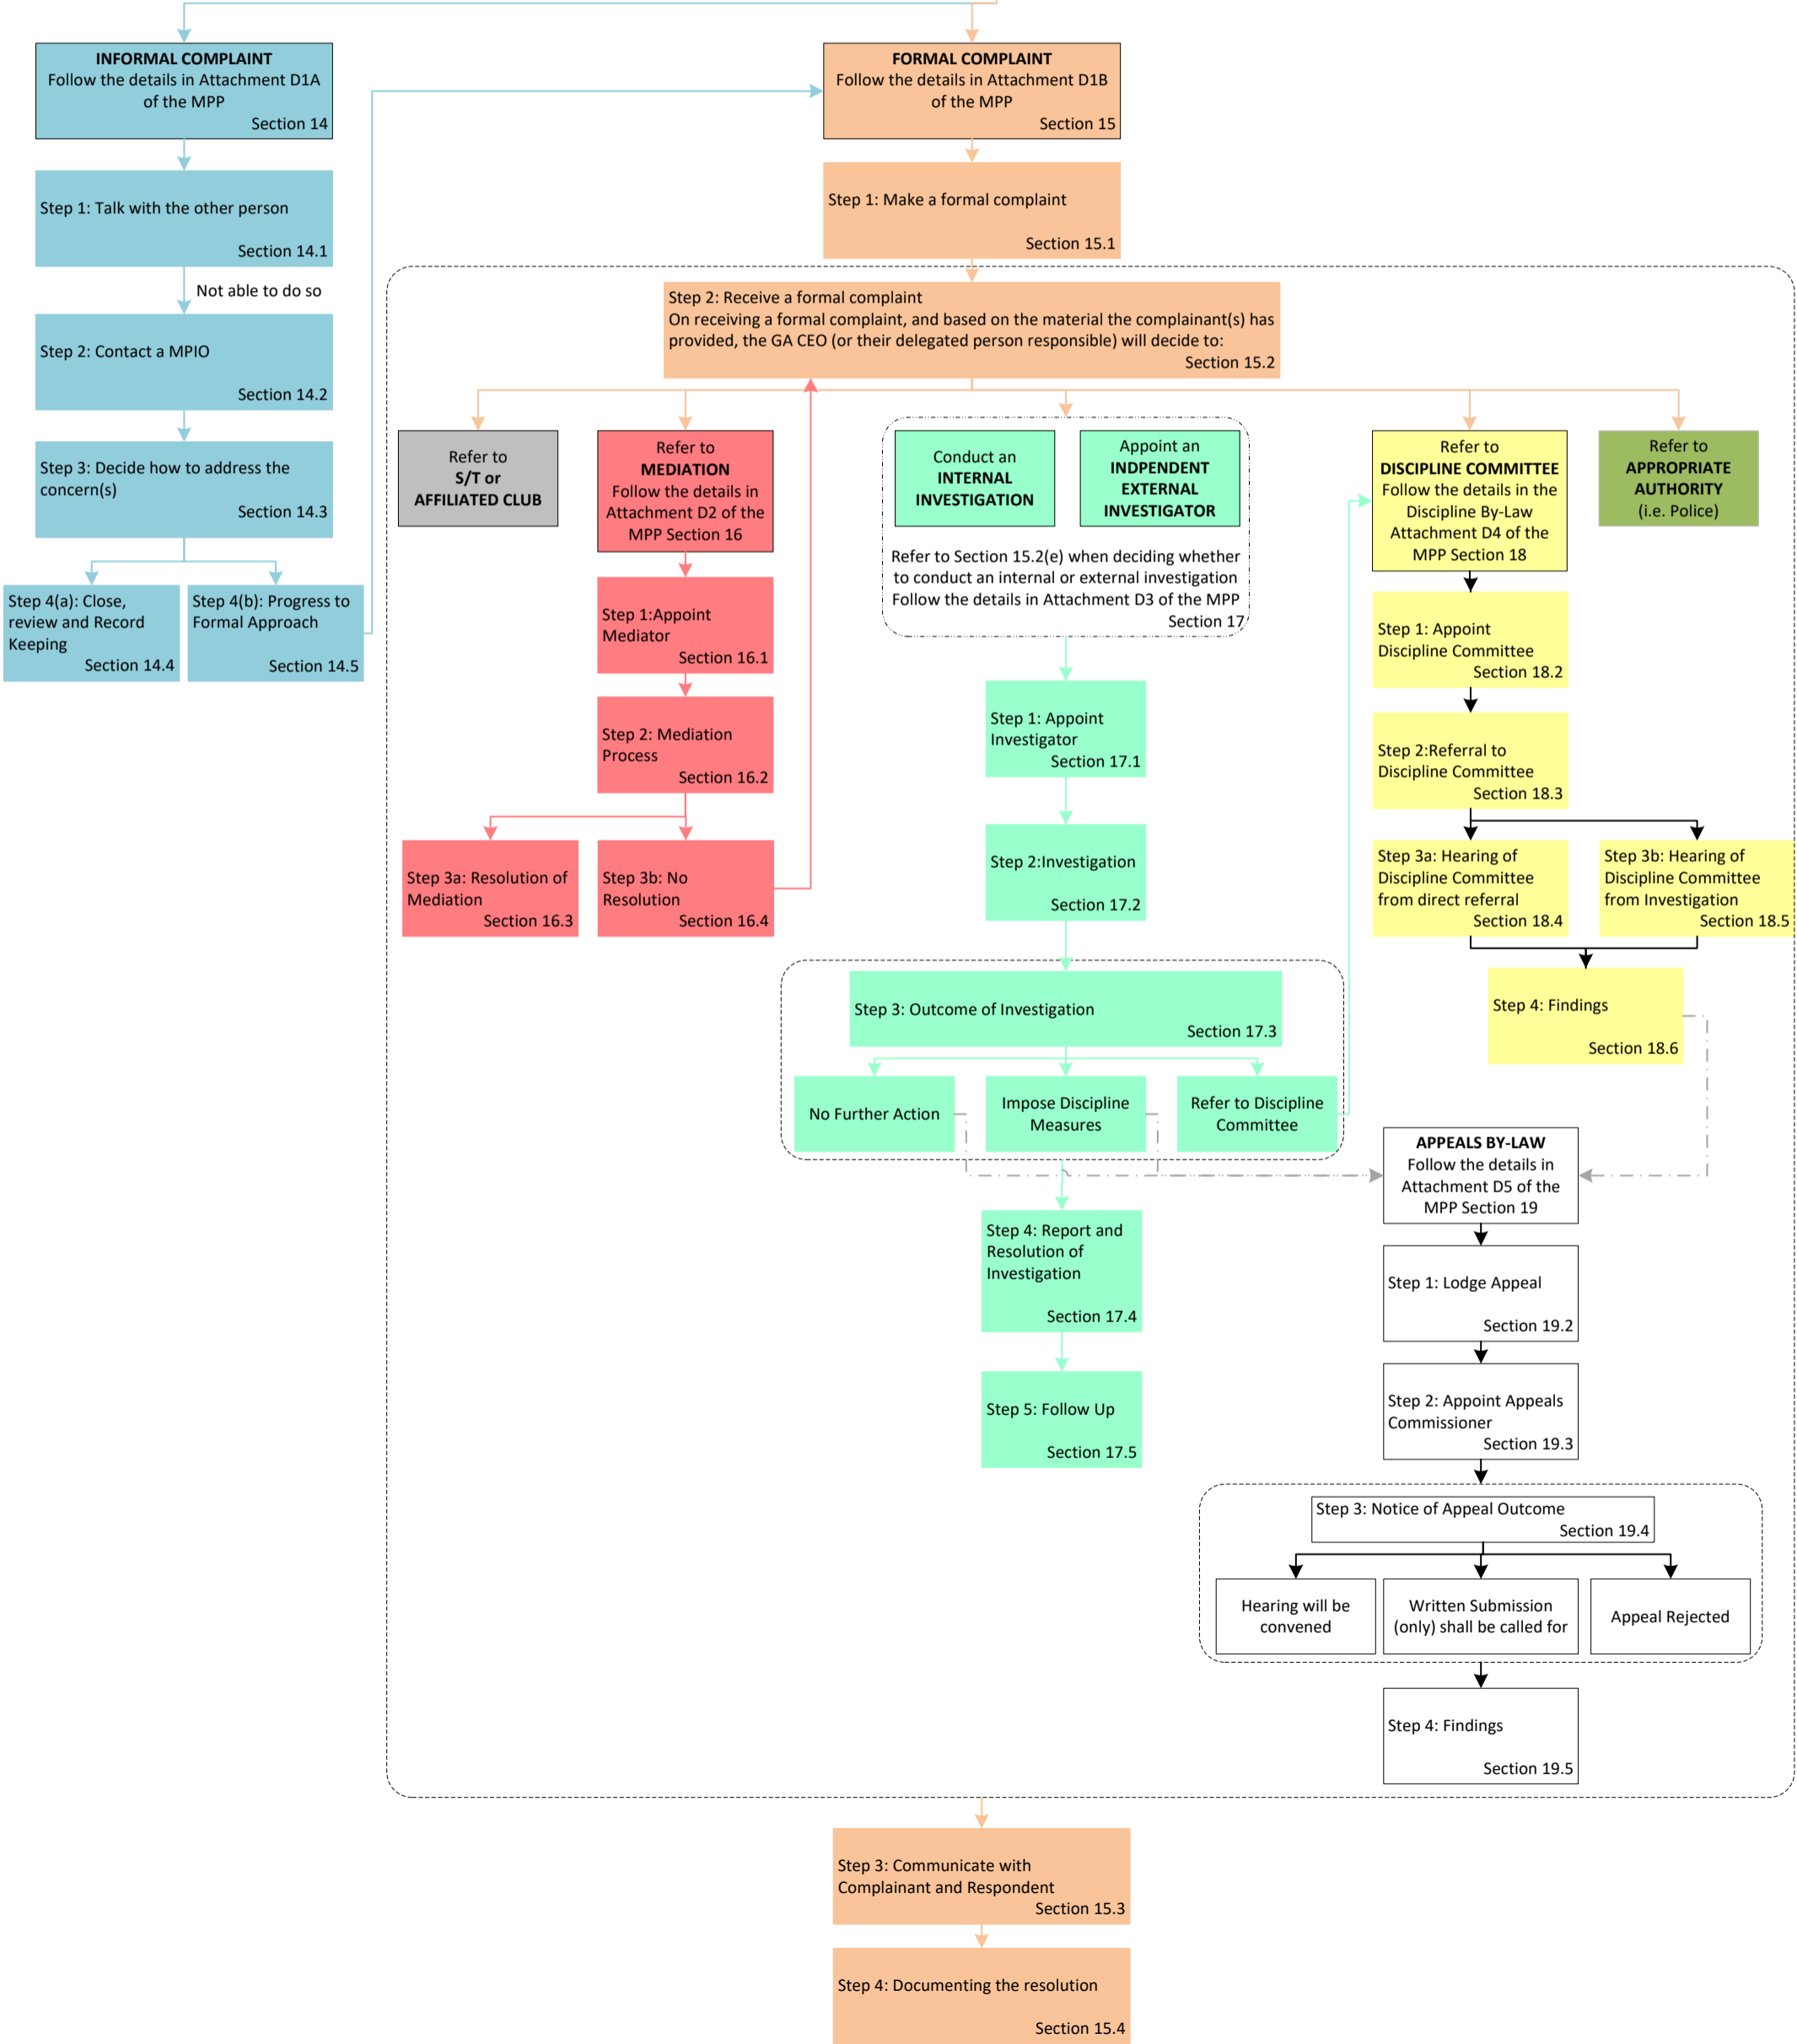 INFORMAL COMPLAINT
Follow the details in Attachment D1A
of the MPP
Section 14
Step 1: Talk with the other person
Section 14.1
Not able to do so
Step 2: Contact a MPIO
Section 14.2
Step 3: Decide how to address the
concern(s)
Section 14.3
Step 4(a): Close,
review and Record
Keeping
Section 14.4
Step 4(b): Progress to
Formal Approach
Section 14.5
FORMAL COMPLAINT
Follow the details in Attachment D1B
of the MPP
Section 15
Step 1: Make a formal complaint
Section 15.1
Step 2: Receive a formal complaint
On receiving a formal complaint, and based on the material the complainant(s) has
provided, the GA CEO (or their delegated person responsible) will decide to:
Section 15.2
Refer to
S/T or
AFFILIATED CLUB
Refer to
MEDIATION
Follow the details in
Attachment D2 of the
MPP Section 16
Step 1:Appoint
Mediator
Section 16.1
Step 2: Mediation
Process
Section 16.2
Step 3a: Resolution of
Mediation
Section 16.3
Step 3b: No
Resolution
Section 16.4
Conduct an
INTERNAL
INVESTIGATION
Appoint an
INDPENDENT
EXTERNAL
INVESTIGATOR
Refer to Section 15.2(e) when deciding whether
to conduct an internal or external investigation
Follow the details in Attachment D3 of the MPP
Section 17
Step 1: Appoint
Investigator
Section 17.1
Step 2:Investigation
Section 17.2
Step 3: Outcome of Investigation
Section 17.3
No Further Action
Impose Discipline
Measures
Refer to Discipline
Committee
Step 4: Report and
Resolution of
Investigation
Section 17.4
Step 5: Follow Up
Section 17.5
Refer to
DISCIPLINE COMMITTEE
Follow the details in the
Discipline By-Law
Attachment D4 of the
MPP Section 18
Step 1: Appoint
Discipline Committee
Section 18.2
Step 2:Referral to
Discipline Committee
Section 18.3
Step 3a: Hearing of
Discipline Committee
from direct referral
Section 18.4
Step 3b: Hearing of
Discipline Committee
from Investigation
Section 18.5
Step 4: Findings
Section 18.6
Refer to
APPROPRIATE
AUTHORITY
(i.e. Police)
APPEALS BY-LAW
Follow the details in
Attachment D5 of the
MPP Section 19
Step 1: Lodge Appeal
Section 19.2
Step 2: Appoint Appeals
Commissioner
Section 19.3
Step 3: Notice of Appeal Outcome
Section 19.4
Hearing will be
convened
Written Submission
(only) shall be called for
Appeal Rejected
Step 4: Findings
Section 19.5
Step 3: Communicate with
Complainant and Respondent
Section 15.3
Step 4: Documenting the resolution
Section 15.4